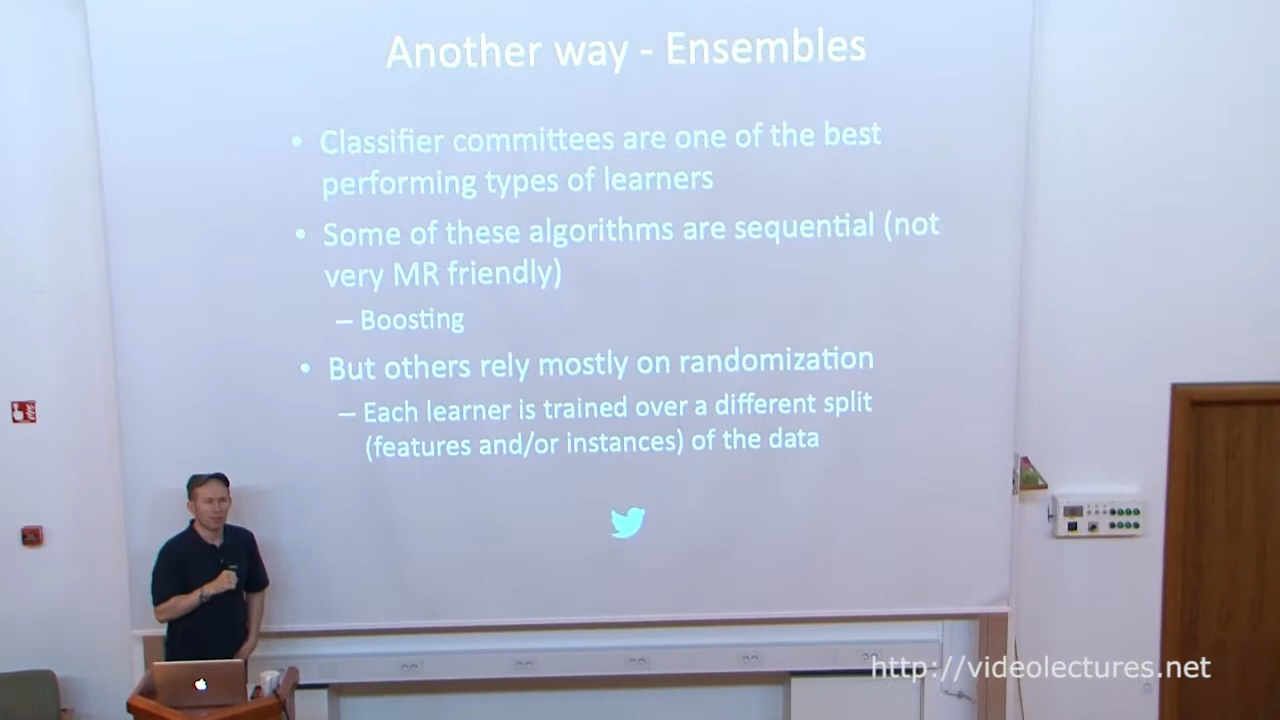 Another way - Ensembles
• Classifier committees are one of the best
performing types of learners
• Some of these algorithms are sequential (not
very MR friendly)
– Boosting
• But others rely mostly on randomization
– Each learner is trained over a different split
(features and/or instances) of the data
http://videolectures.net